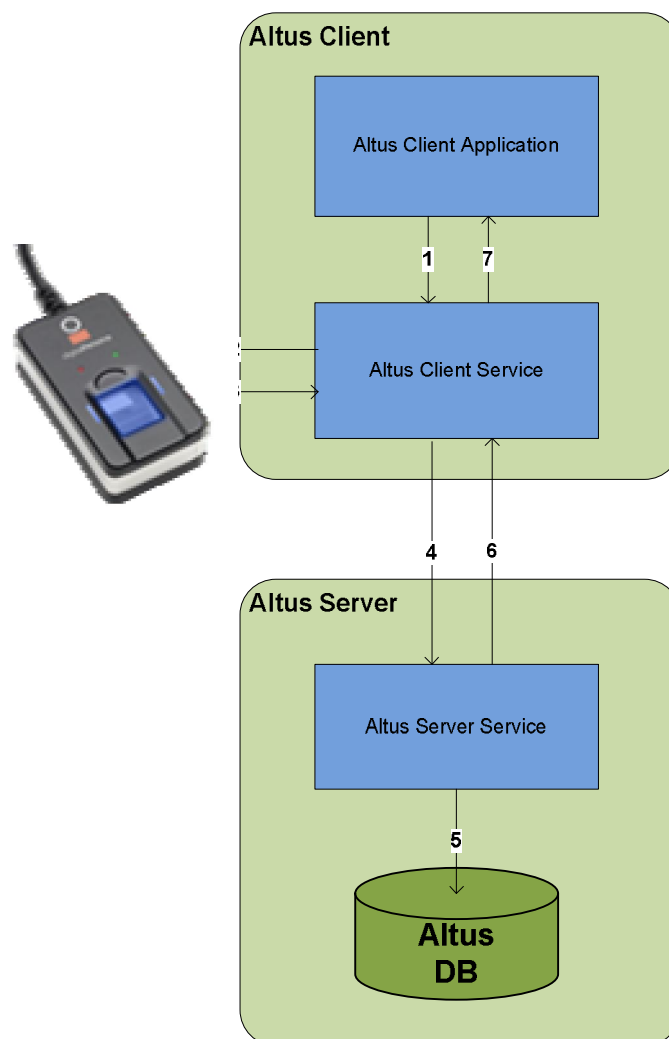 Altus Client
Altus Client Application
1
7
Altus Client Service
4
6
Altus Server
Altus Server Service
5
Altus
DB